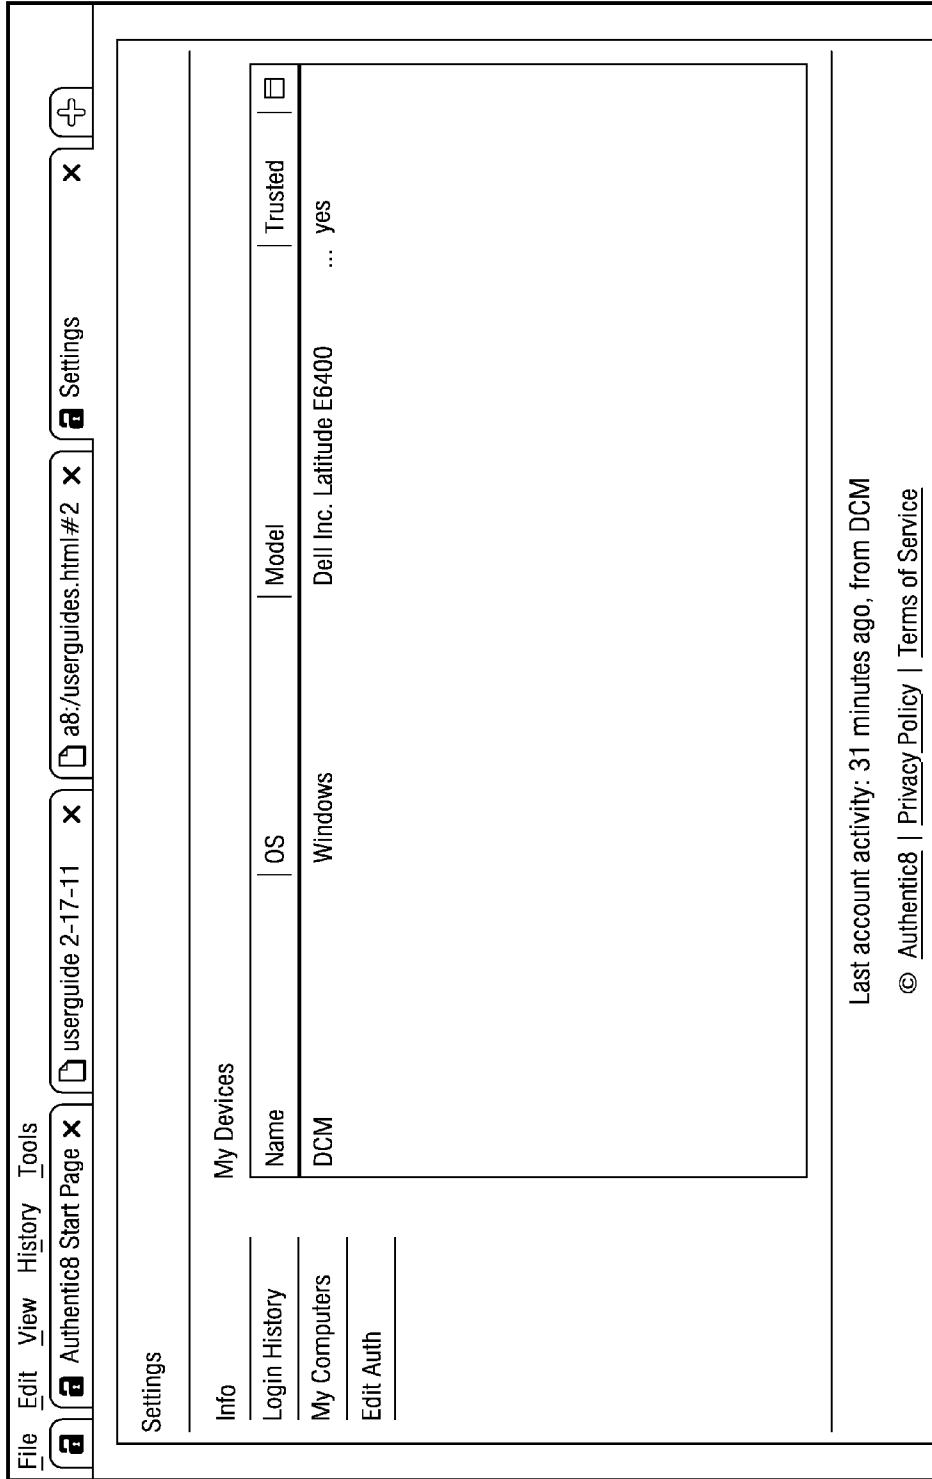 File Edit View History Tools
Authentic8 Start Page userguide 2-17-11 a8:/userguides.html#2 Settings
Settings
Info
Login History
My Computers
Edit Auth
My Devices
Name OS Model Trusted
DCM Windows Dell Inc. Latitude E6400 ... yes
Last account activity: 31 minutes ago, from DCM
© Authentic8 | Privacy Policy | Terms of Service